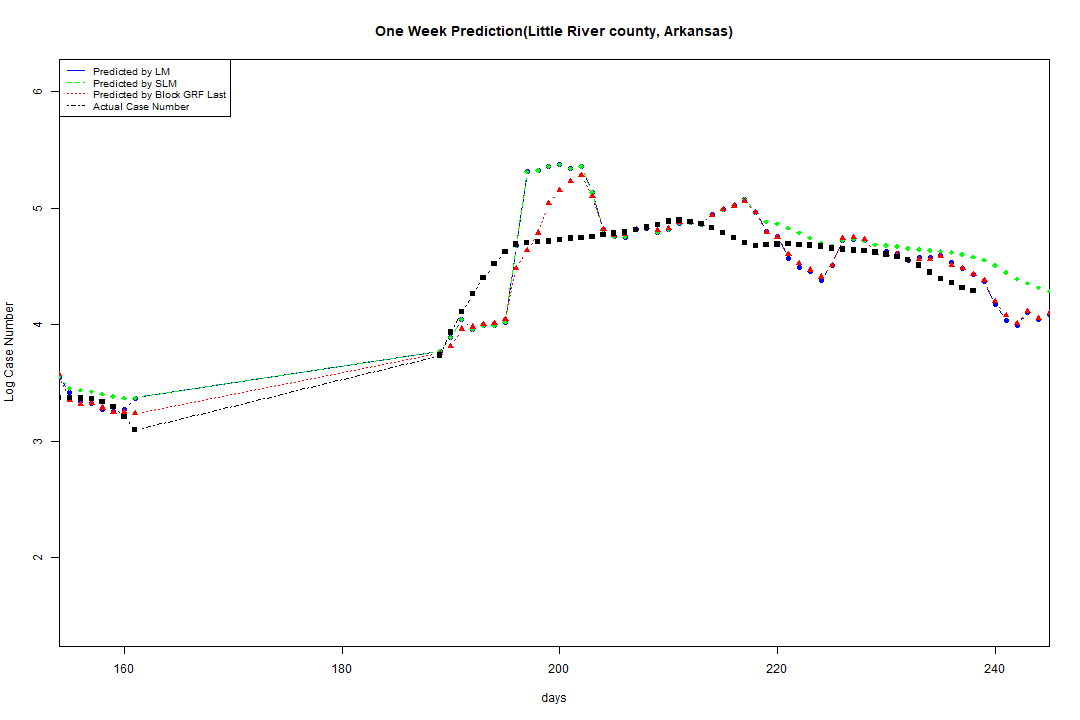 One Week Prediction(Little River county, Arkansas)
Predicted by LM
Predicted by SLM
Predicted by Block GRF Last
Actual Case Number
6
5
4
3
2
Log Case Number
160 180 200 220 240
days